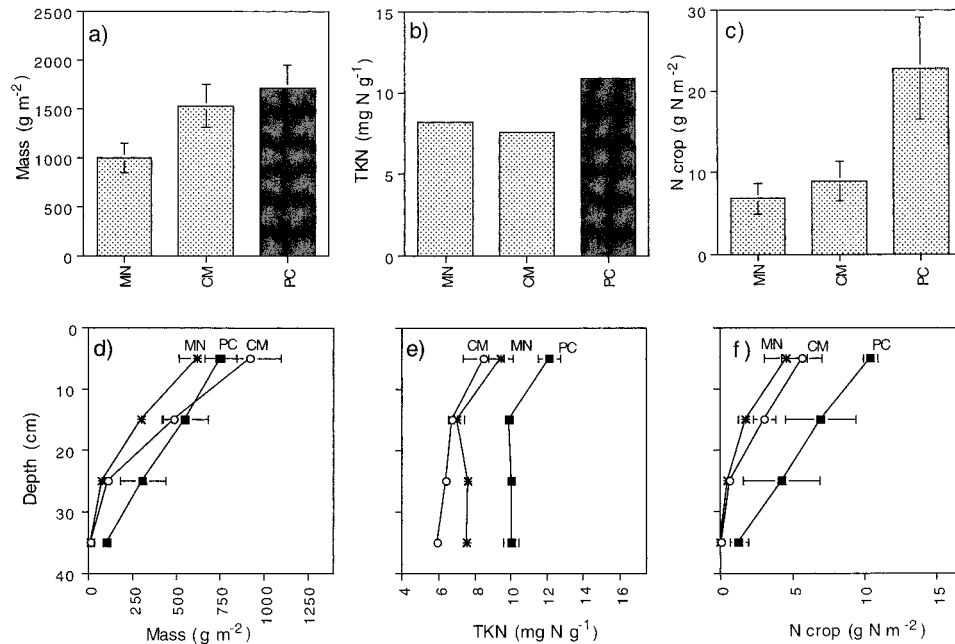 a)
Mass (g m-2)
2500
2000
1500
1000
500
0
MN
CM
PC
b)
TKN (mg N g-1)
15
10
5
0
MN
CM
PC
c)
N crop (g N m-2)
30
20
10
0
MN
CM
PC
d)
MN PC CM
Depth (cm)
0
10
20
30
40
0 250 500 750 1000 1250
Mass (g m-2)
e)
CM MN PC
4 6 8 10 12 14 16
TKN (mg N g-1)
f)
MN CM PC
0 5 10 15
N crop (g N m-2)